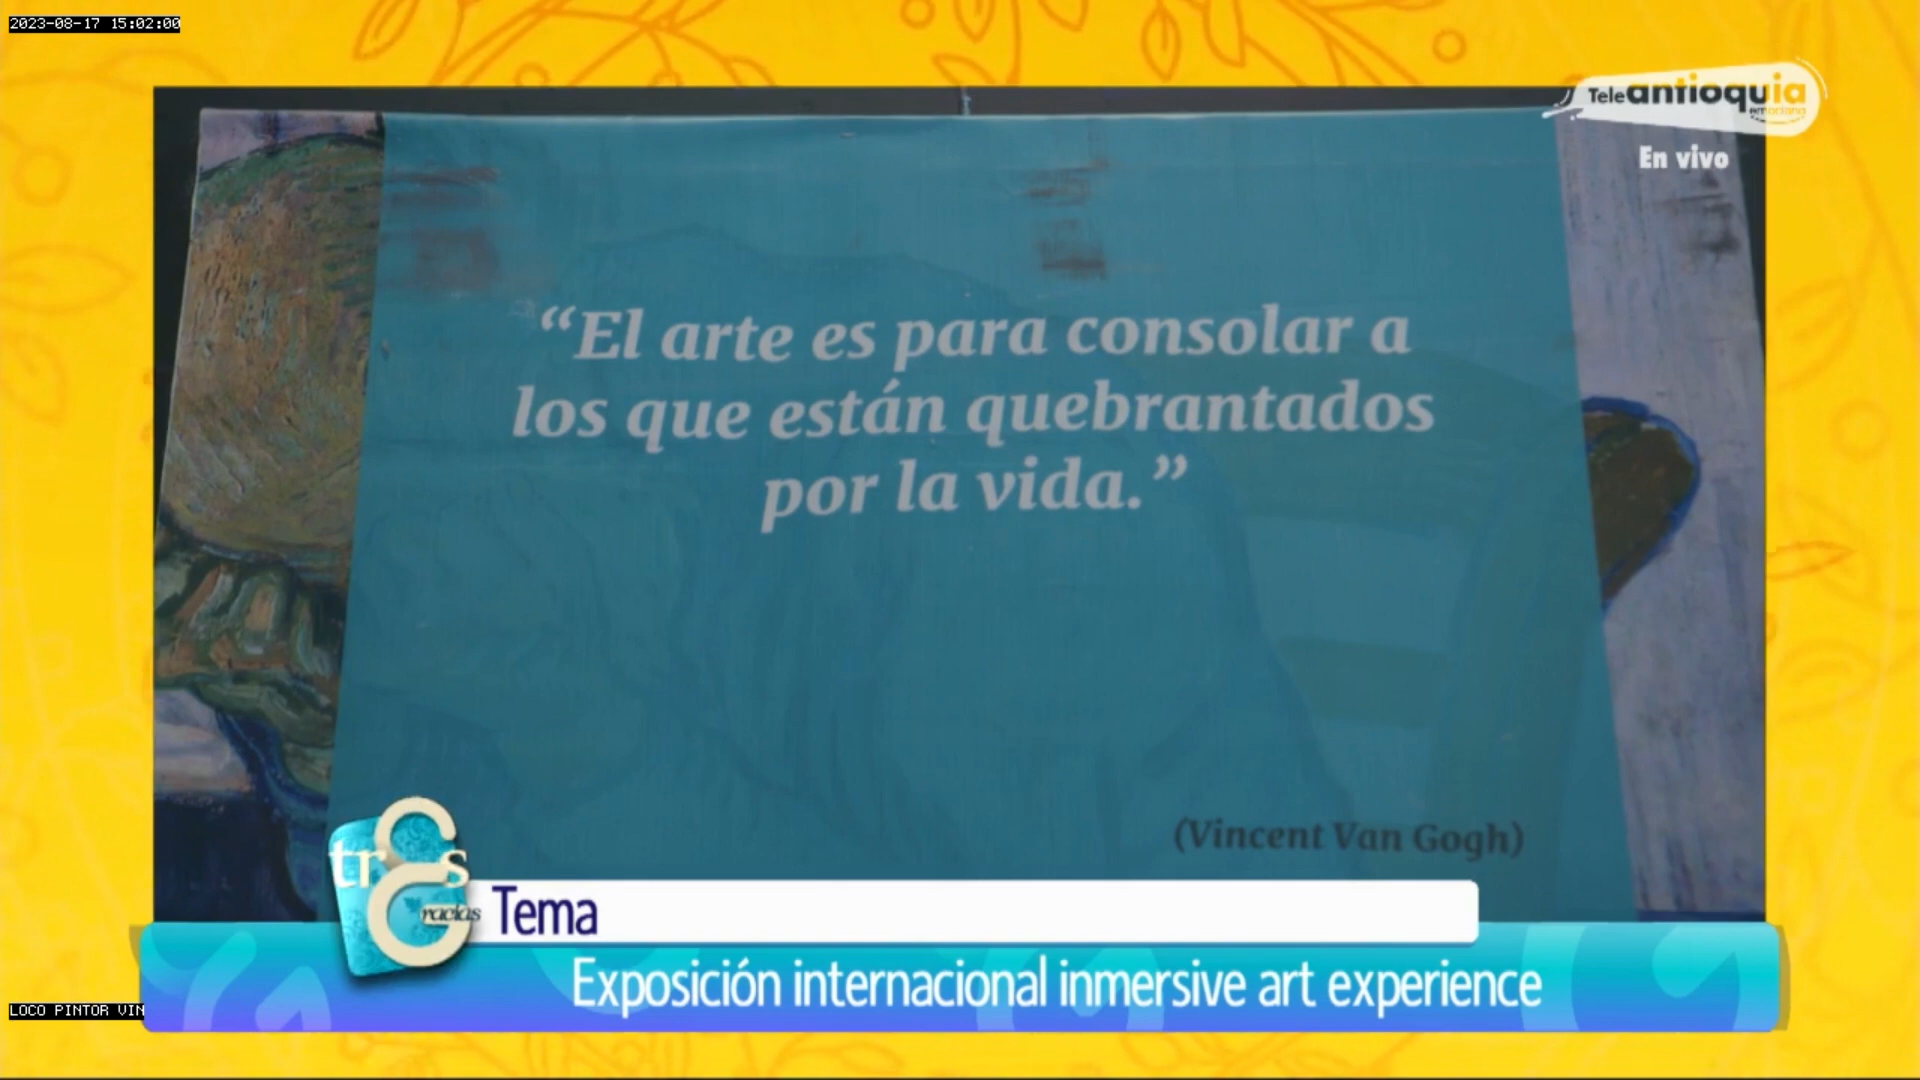 2023-08-17 15:02:00
Teleantioquia
En vivo
“El arte es para consolar a
los que están quebrantados
por la vida.”
(Vincent Van Gogh)
tres
Gracias
Tema
Exposición internacional inmersive art experience
LOCO PINTOR VIN